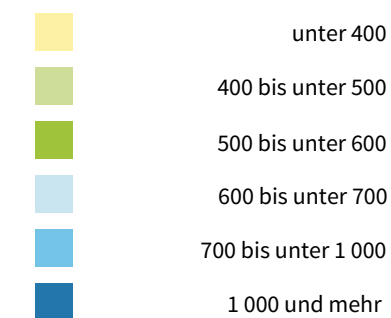 unter 400
400 bis unter 500
500 bis unter 600
600 bis unter 700
700 bis unter 1 000
1 000 und mehr